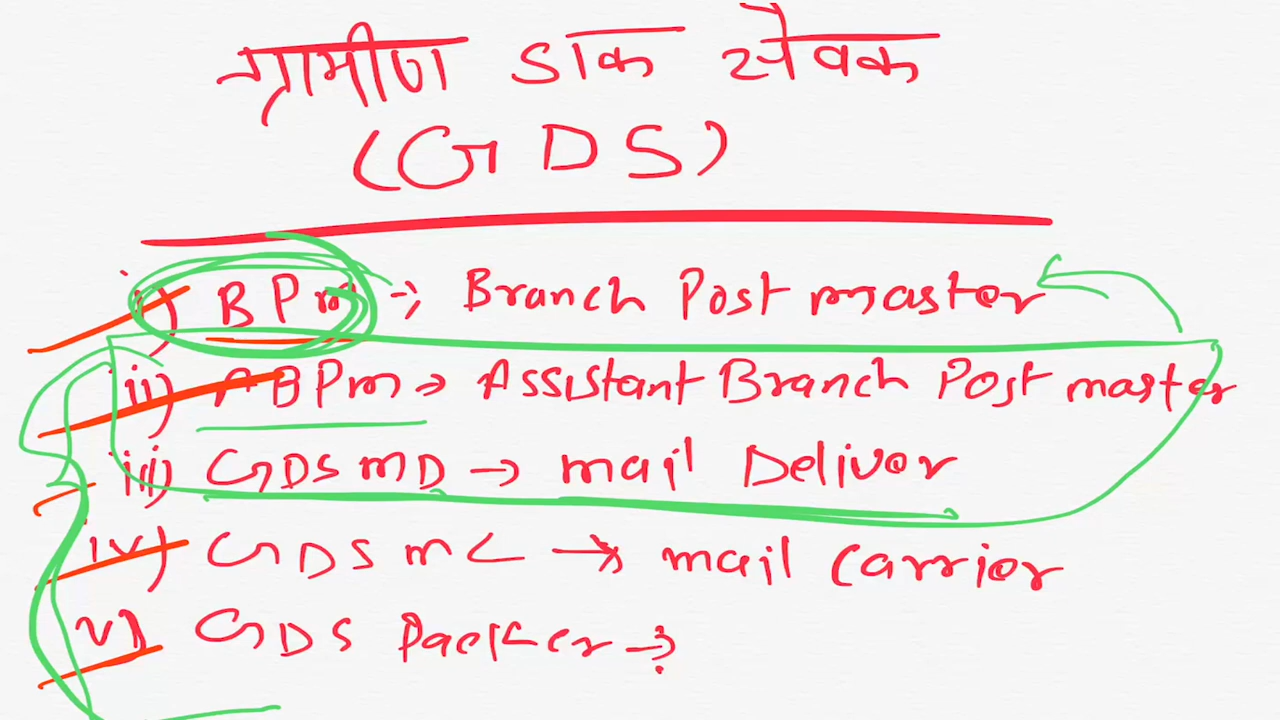 ग्रामीण डाक सेवक
(GDS)
i) BPM → Branch Post master
ii) ABPM → Assistant Branch Post master
iii) GDS MD → mail Deliver
iv) GDS MC → mail Carrier
v) GDS Packer →